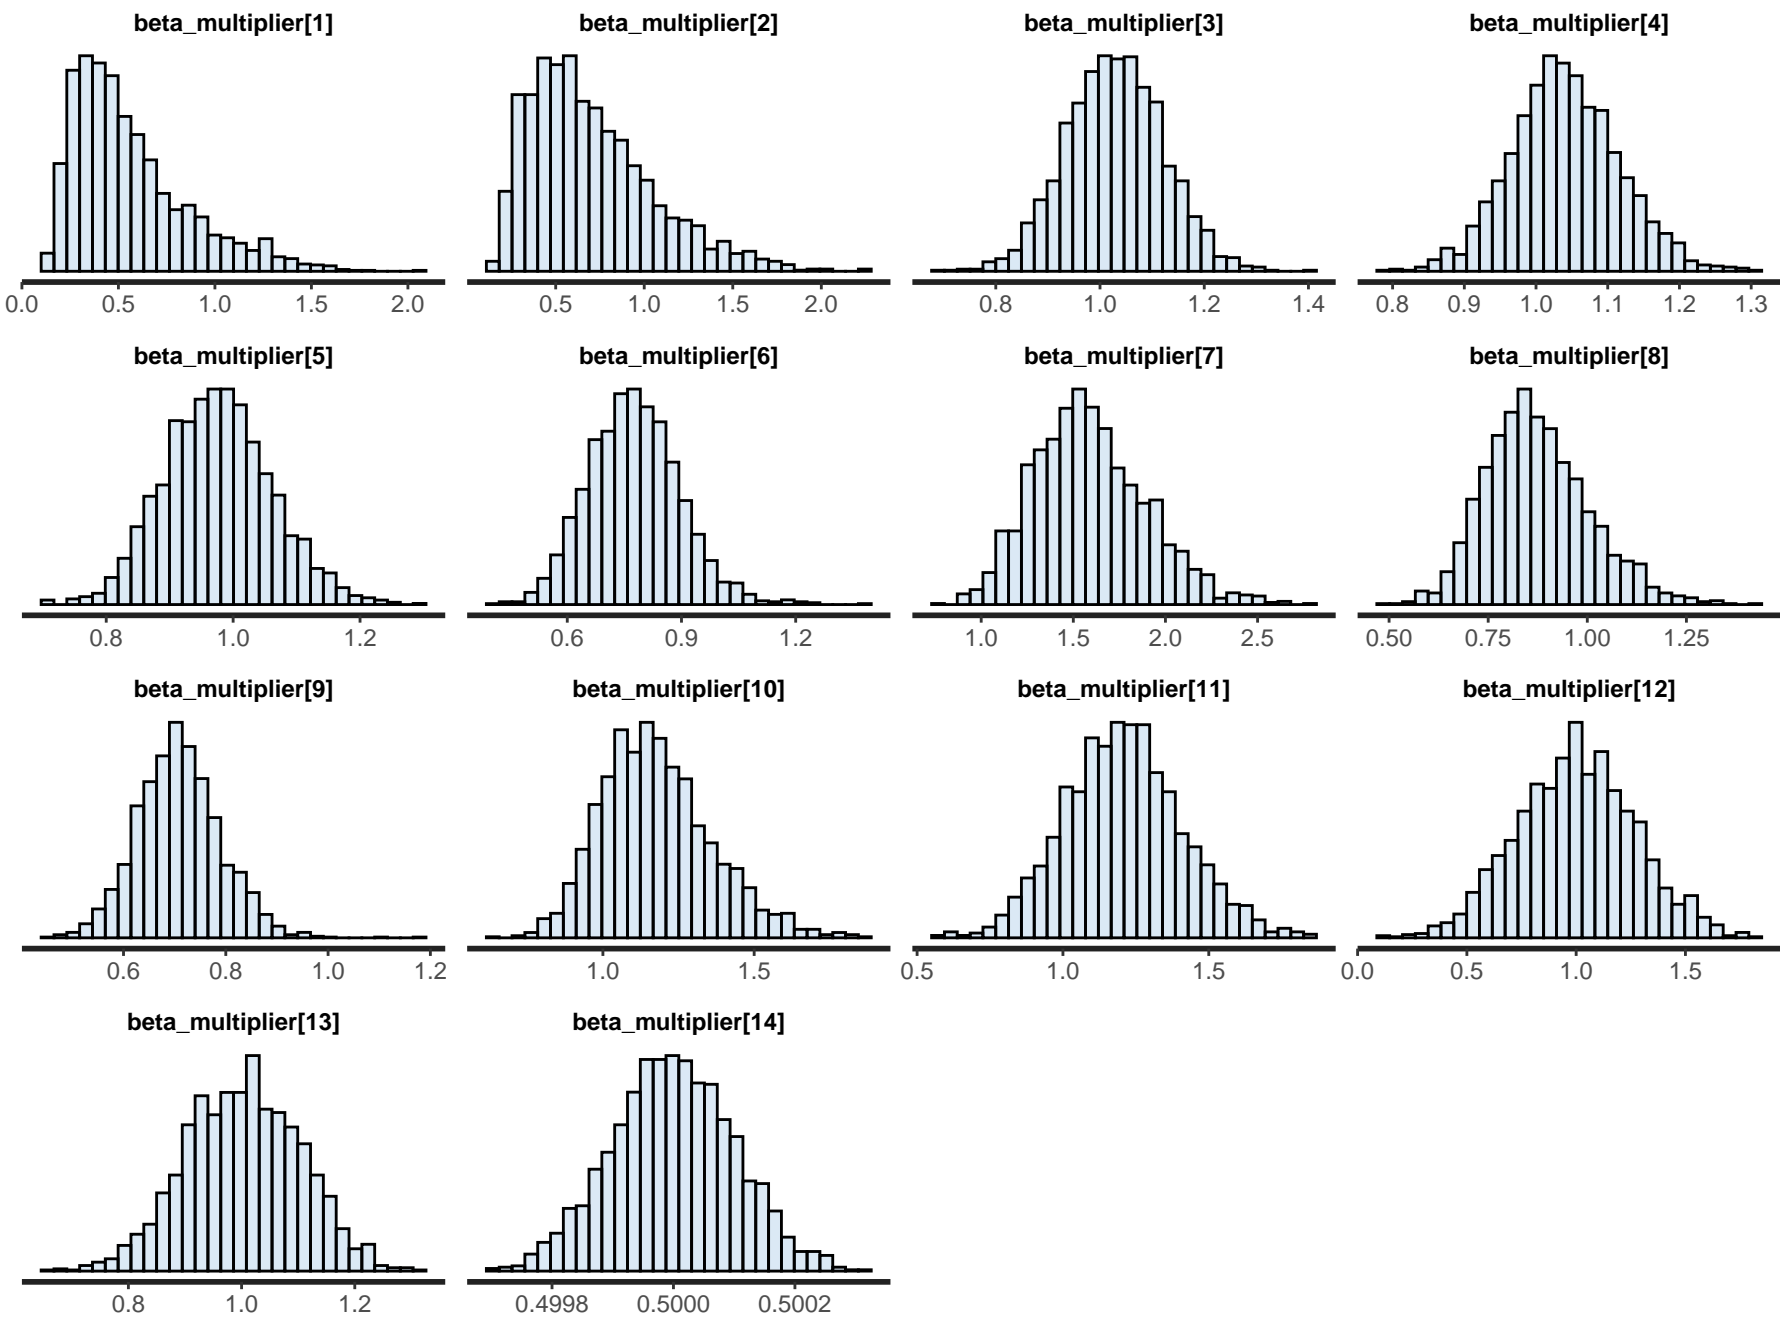 beta_multiplier[1] beta_multiplier[2] beta_multiplier[3] beta_multiplier[4]
0.0 0.5 1.0 1.5 2.0 0.5 1.0 1.5 2.0 0.8 1.0 1.2 1.4 0.8 0.9 1.0 1.1 1.2 1.3
beta_multiplier[5] beta_multiplier[6] beta_multiplier[7] beta_multiplier[8]
0.8 1.0 1.2 0.6 0.9 1.2 1.0 1.5 2.0 2.5 0.50 0.75 1.00 1.25
beta_multiplier[9] beta_multiplier[10] beta_multiplier[11] beta_multiplier[12]
0.6 0.8 1.0 1.2 1.0 1.5 0.5 1.0 1.5 0.0 0.5 1.0 1.5
beta_multiplier[13] beta_multiplier[14]
0.8 1.0 1.2 0.4998 0.5000 0.5002